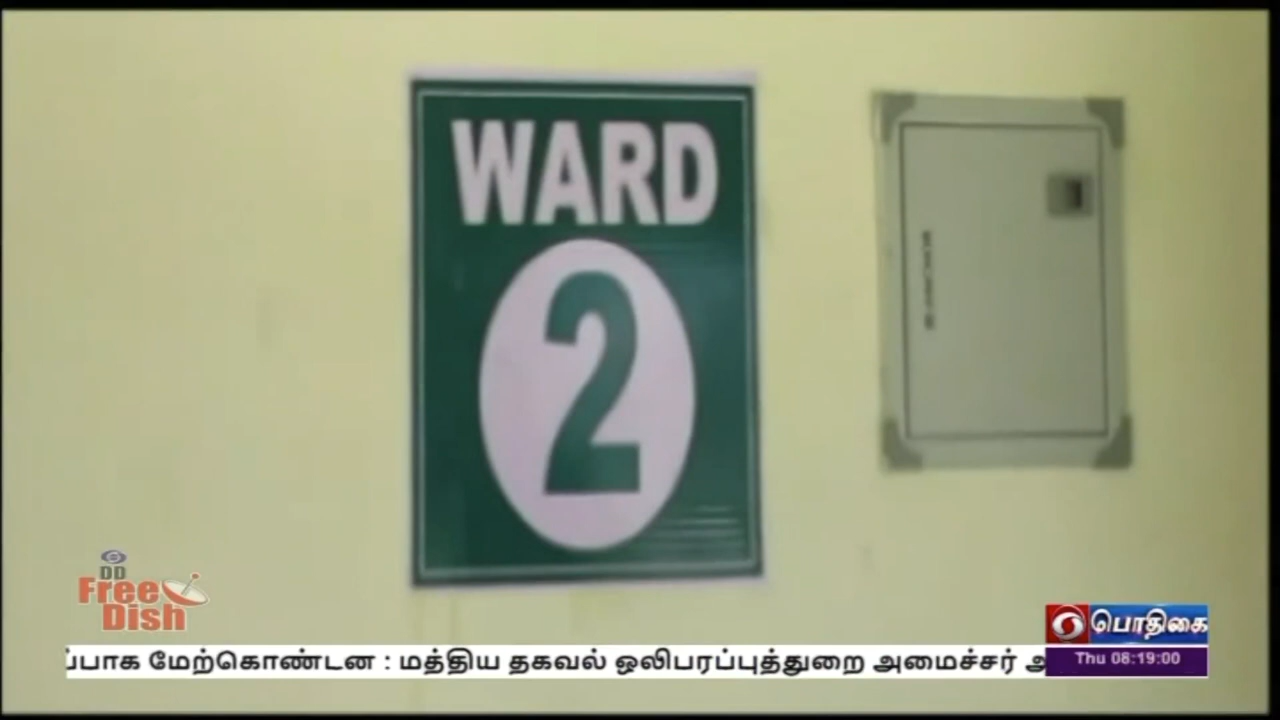 WARD
2
DD
Free
Dish
பொதிகை
மேற்கொண்டன : மத்திய தகவல் ஒலிபரப்புத்துறை அமைச்சர்
Thu 08:19:00